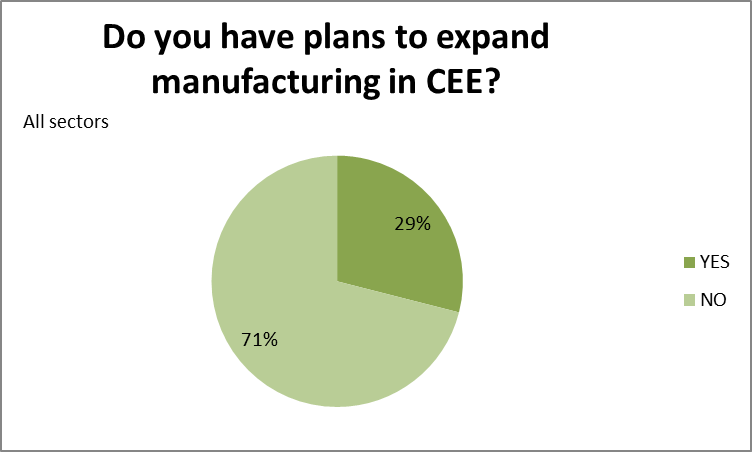 Do you have plans to expand
manufacturing in CEE?
All sectors
29%
71%
YES
NO